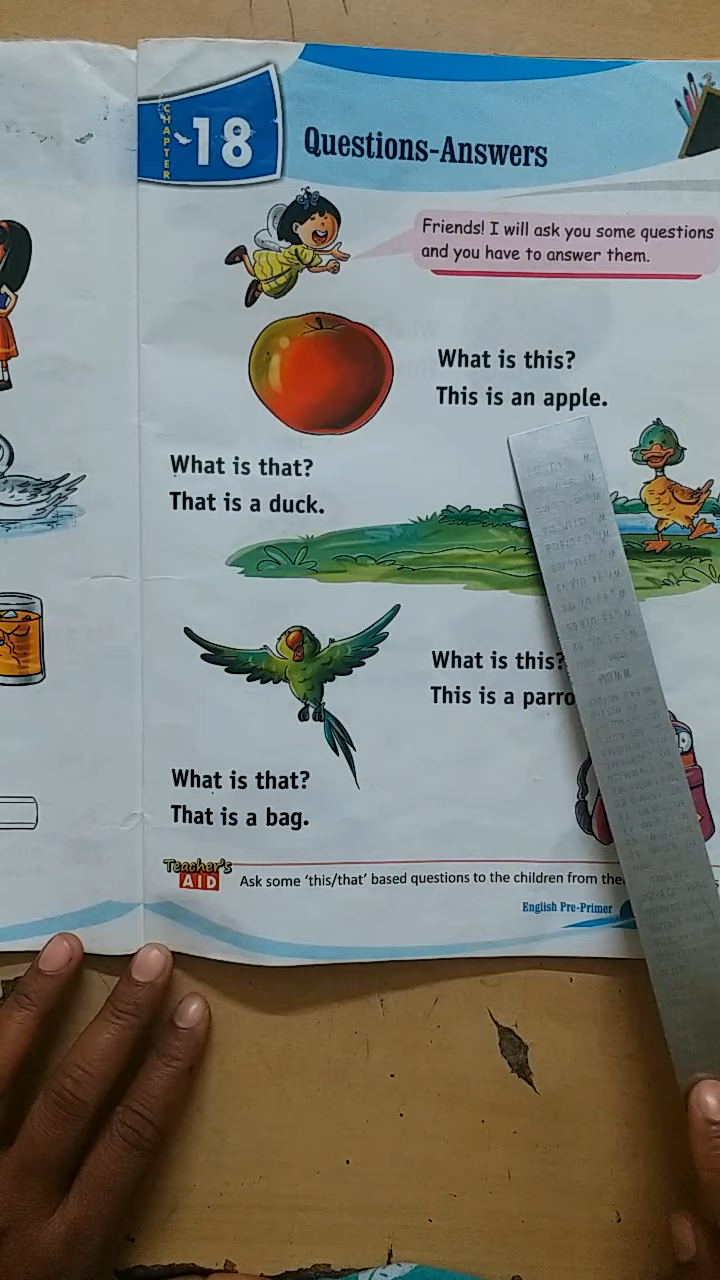 CHAPTER
18
Questions-Answers
Friends! I will ask you some questions
and you have to answer them.
What is this?
This is an apple.
What is that?
That is a duck.
What is this?
This is a parro
What is that?
That is a bag.
Teacher's
AID
Ask some 'this/that' based questions to the children from the
English Pre-Primer